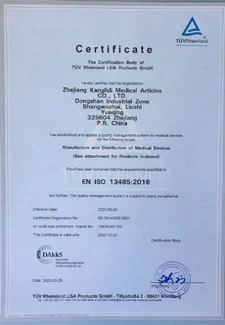 TÜVRheinland
Certificate
The Certification Body of
TÜV Rheinland LGA Products GmbH
hereby certifies that the organization
Zhejiang Kanglidi Medical Articles
CO., LTD.
Dongshan Industrial Zone
Shangwuzhai, Liushi
Yueqing
325604 Zhejiang
P.R. China
has established and applies a quality management system for medical devices
for the following scope:
Manufacture and Distribution of Medical Devices
(See attachment for Products included)
Proof has been furnished that the requirements specified in
EN ISO 13485:2016
are fulfilled. The quality management system is subject to yearly surveillance.
Effective Date:
Certificate Registration No.:
An audit was performed. Report No.:
This Certificate is valid until:
DAkkS
Date
TÜV Rheinland LGA Products GmbH - Tillystraße 2 - 90431 Nürnberg